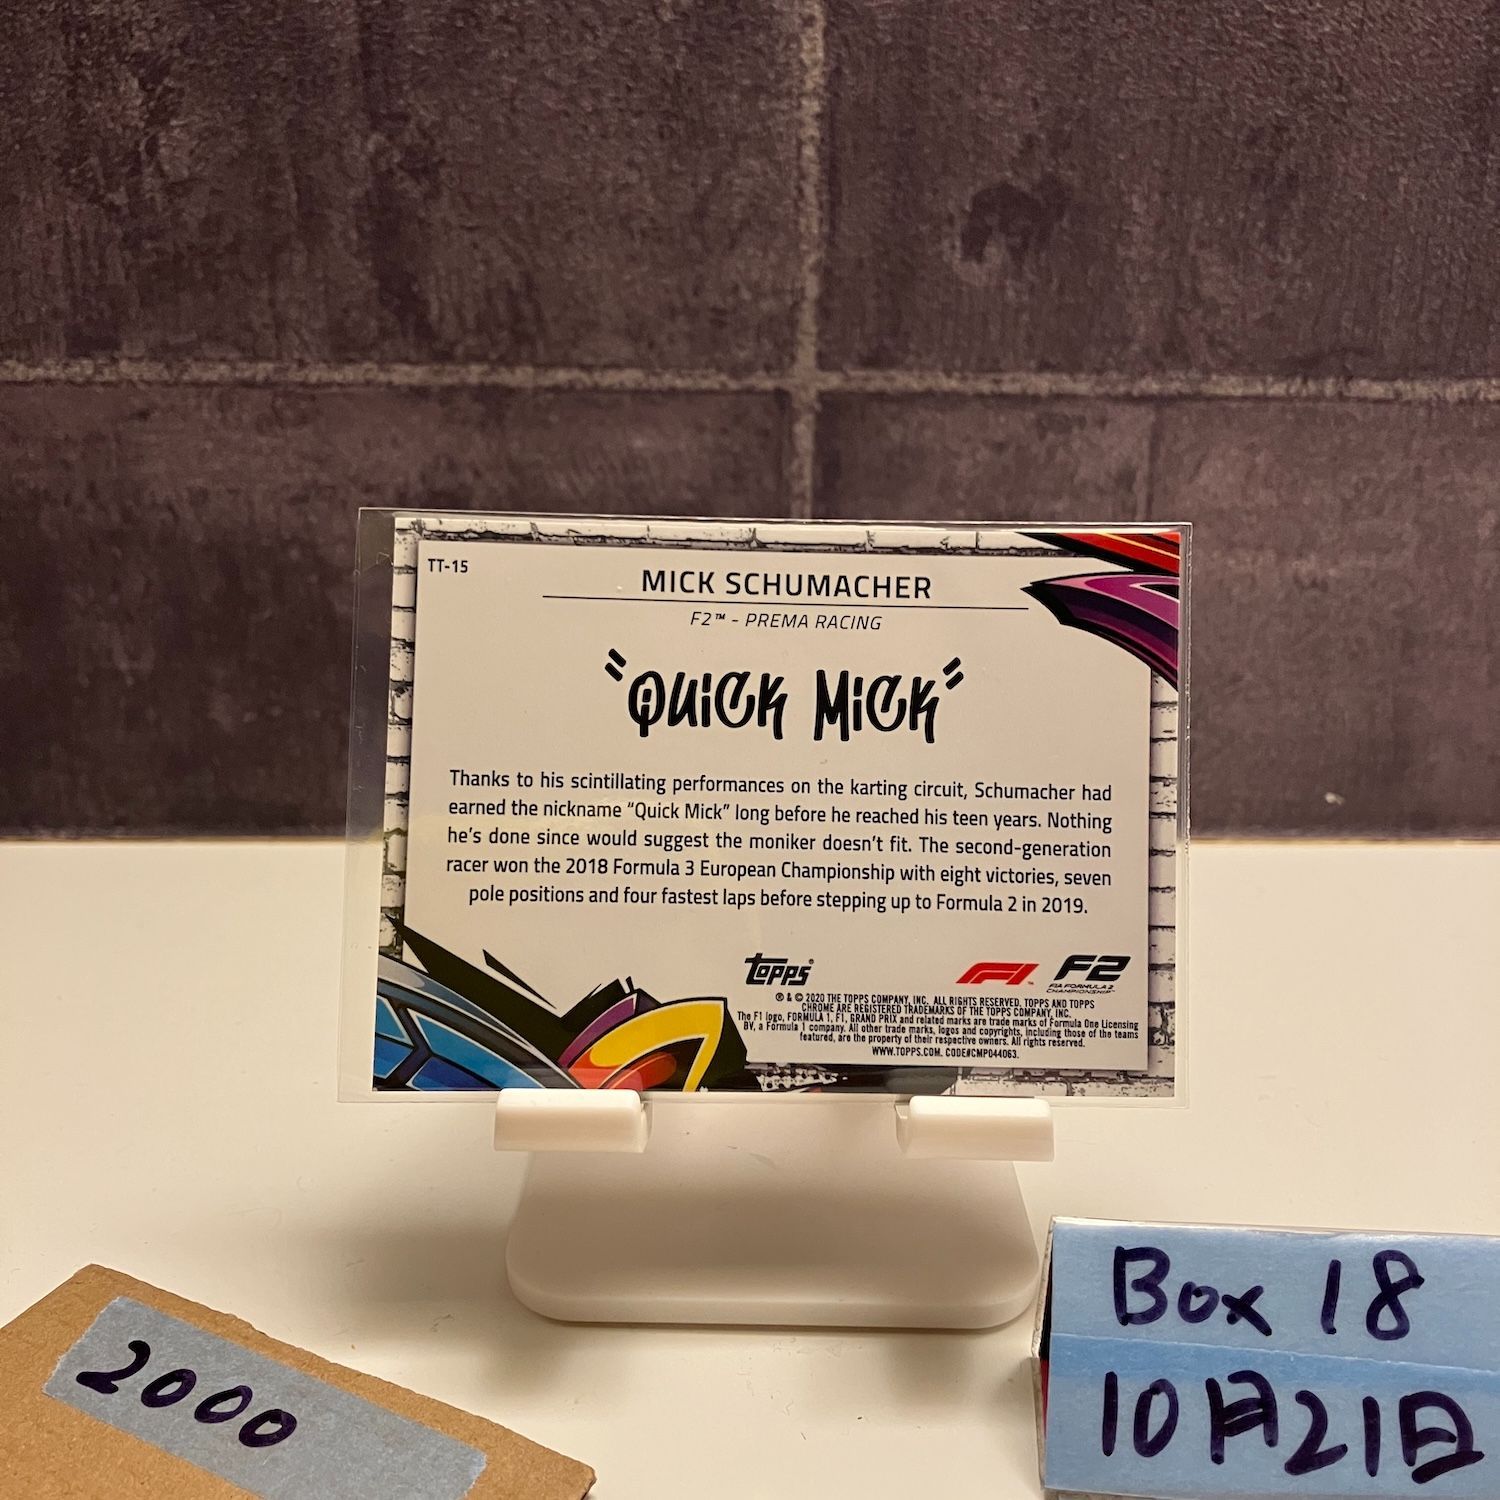 TT-15
MICK SCHUMACHER
F2™ - PREMA RACING
"QUICK MICK"
Thanks to his scintillating performances on the karting circuit, Schumacher had
earned the nickname “Quick Mick” long before he reached his teen years. Nothing
he’s done since would suggest the moniker doesn’t fit. The second-generation
racer won the 2018 Formula 3 European Championship with eight victories, seven
pole positions and four fastest laps before stepping up to Formula 2 in 2019.
topps®
F1™
F2
FIA FORMULA 2
CHAMPIONSHIP™
® & © 2020 THE TOPPS COMPANY, INC. ALL RIGHTS RESERVED. TOPPS AND TOPPS
CHROME ARE REGISTERED TRADEMARKS OF THE TOPPS COMPANY, INC.
The F1 logo, FORMULA 1, F1, GRAND PRIX and related marks are trade marks of Formula One Licensing
BV, a Formula 1 company. All other trade marks, logos and copyrights, including those of the teams
featured, are the property of their respective owners. All rights reserved.
WWW.TOPPS.COM. CODE#CMP044063.
2000
Box 18
10月21日